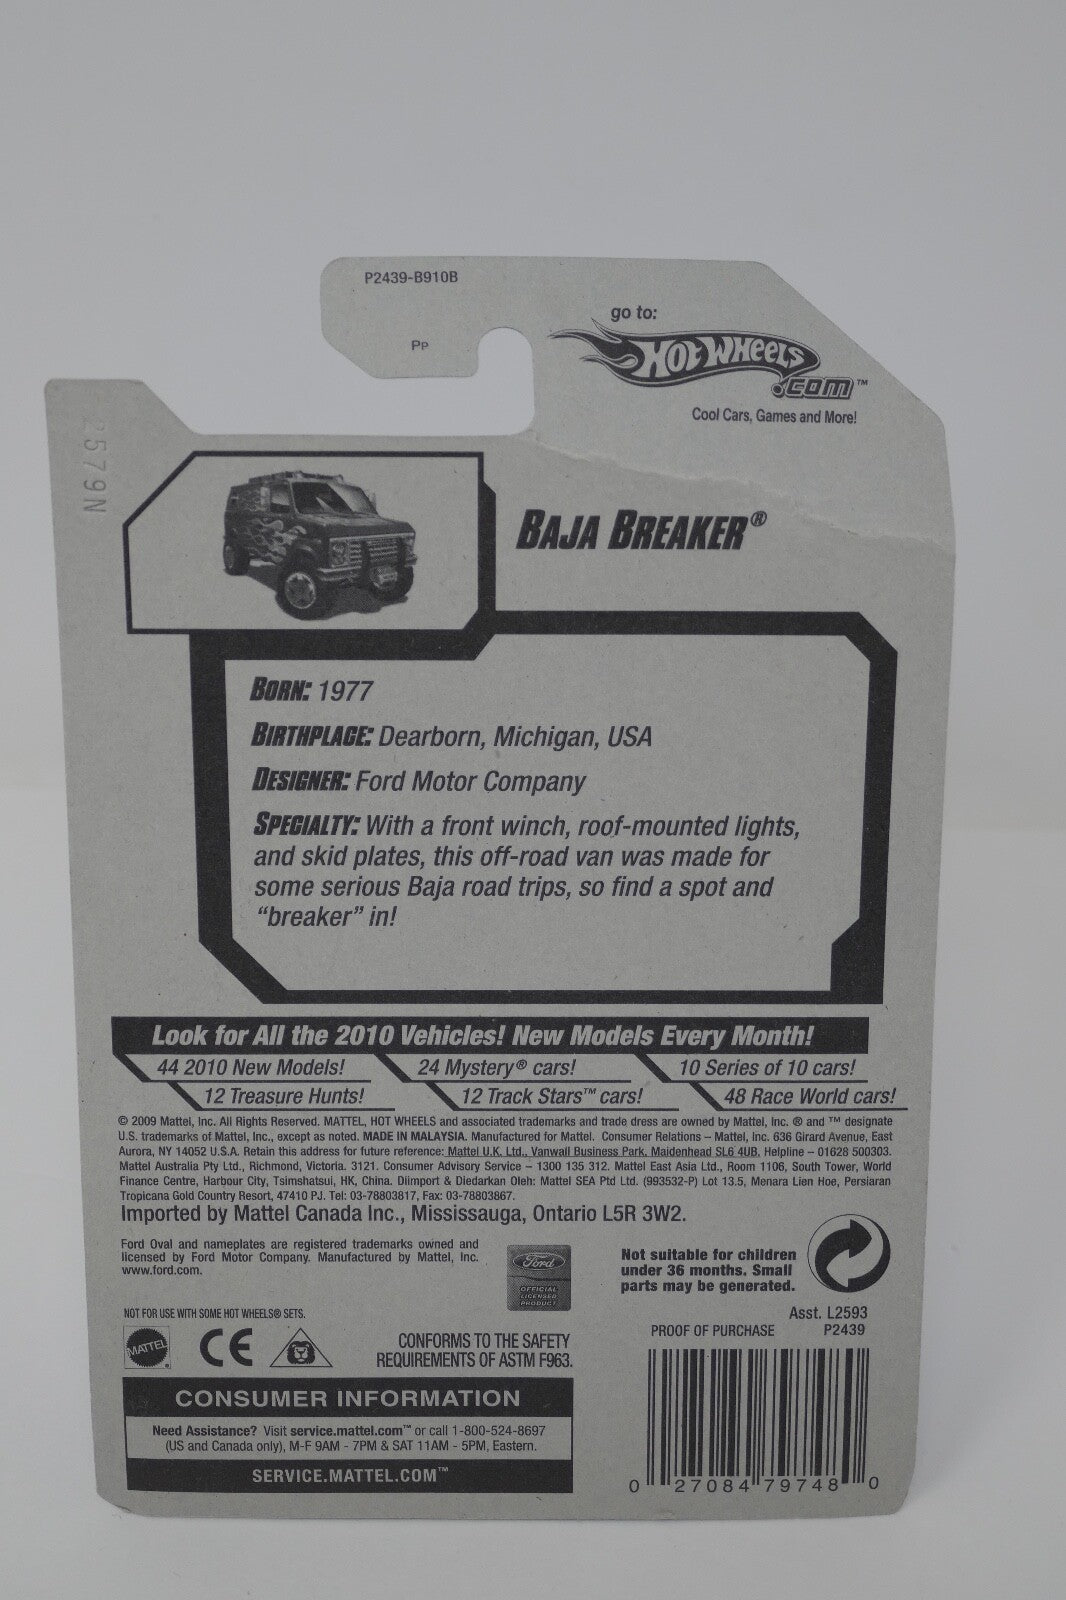 P2439-B910B
PP
go to:
HOT WHEELS
.COM™
Cool Cars, Games and More!
2579N
BAJA BREAKER®
BORN: 1977
BIRTHPLACE: Dearborn, Michigan, USA
DESIGNER: Ford Motor Company
SPECIALTY: With a front winch, roof-mounted lights,
and skid plates, this off-road van was made for
some serious Baja road trips, so find a spot and
“breaker” in!
Look for All the 2010 Vehicles! New Models Every Month!
44 2010 New Models! 24 Mystery® cars! 10 Series of 10 cars!
12 Treasure Hunts! 12 Track Stars™ cars! 48 Race World cars!
© 2009 Mattel, Inc. All Rights Reserved. MATTEL, HOT WHEELS and associated trademarks and trade dress are owned by Mattel, Inc. ® and ™ designate
U.S. trademarks of Mattel, Inc., except as noted. MADE IN MALAYSIA. Manufactured for Mattel. Consumer Relations – Mattel, Inc. 636 Girard Avenue, East
Aurora, NY 14052 U.S.A. Retain this address for future reference: Mattel U.K. Ltd., Vanwall Business Park, Maidenhead SL6 4UB. Helpline – 01628 500303.
Mattel Australia Pty Ltd., Richmond, Victoria. 3121. Consumer Advisory Service – 1300 135 312. Mattel East Asia Ltd., Room 1106, South Tower, World
Finance Centre, Harbour City, Tsimshatsui, HK, China. Diimport & Diedarkan Oleh: Mattel SEA Ptd Ltd. (993532-P) Lot 13.5, Menara Lien Hoe, Persiaran
Tropicana Gold Country Resort, 47410 PJ. Tel: 03-78803817, Fax: 03-78803867.
Imported by Mattel Canada Inc., Mississauga, Ontario L5R 3W2.
Ford Oval and nameplates are registered trademarks owned and
licensed by Ford Motor Company. Manufactured by Mattel, Inc.
www.ford.com.
Ford
OFFICIAL
LICENSED
PRODUCT
Not suitable for children
under 36 months. Small
parts may be generated.
NOT FOR USE WITH SOME HOT WHEELS® SETS.
MATTEL®
CE
CONFORMS TO THE SAFETY
REQUIREMENTS OF ASTM F963.
Asst. L2593
PROOF OF PURCHASE P2439
CONSUMER INFORMATION
Need Assistance? Visit service.mattel.com™ or call 1-800-524-8697
(US and Canada only), M-F 9AM - 7PM & SAT 11AM - 5PM, Eastern.
SERVICE.MATTEL.COM™
0 27084 79748 0